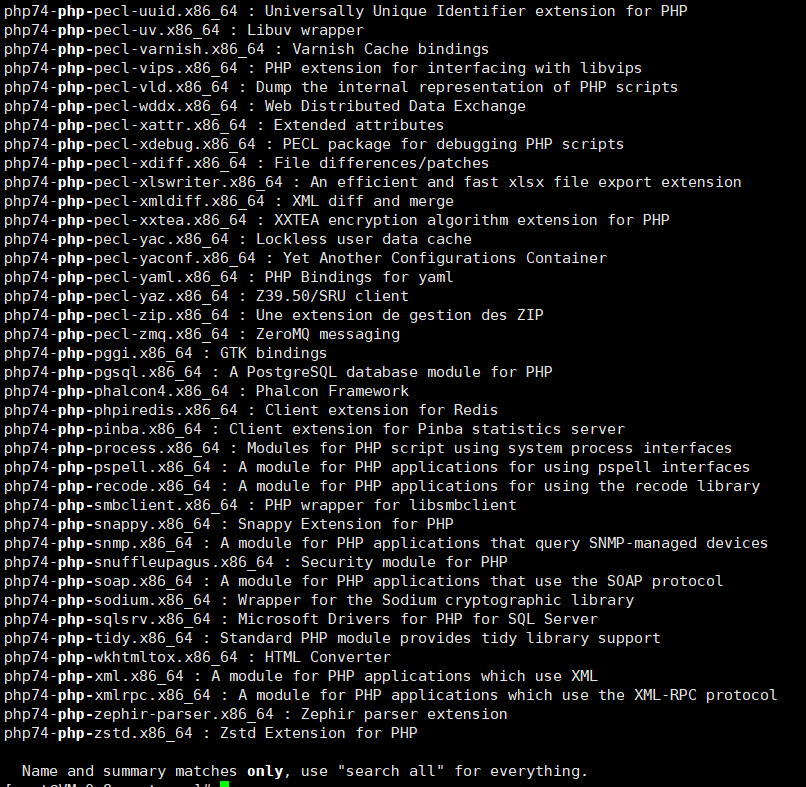 php74-php-pecl-uuid.x86_64 : Universally Unique Identifier extension for PHP
php74-php-pecl-uv.x86_64 : Libuv wrapper
php74-php-pecl-varnish.x86_64 : Varnish Cache bindings
php74-php-pecl-vips.x86_64 : PHP extension for interfacing with libvips
php74-php-pecl-vld.x86_64 : Dump the internal representation of PHP scripts
php74-php-pecl-wddx.x86_64 : Web Distributed Data Exchange
php74-php-pecl-xattr.x86_64 : Extended attributes
php74-php-pecl-xdebug.x86_64 : PECL package for debugging PHP scripts
php74-php-pecl-xdiff.x86_64 : File differences/patches
php74-php-pecl-xlswriter.x86_64 : An efficient and fast xlsx file export extension
php74-php-pecl-xmldiff.x86_64 : XML diff and merge
php74-php-pecl-xxtea.x86_64 : XXTEA encryption algorithm extension for PHP
php74-php-pecl-yac.x86_64 : Lockless user data cache
php74-php-pecl-yaconf.x86_64 : Yet Another Configurations Container
php74-php-pecl-yaml.x86_64 : PHP Bindings for yaml
php74-php-pecl-yaz.x86_64 : Z39.50/SRU client
php74-php-pecl-zip.x86_64 : Une extension de gestion des ZIP
php74-php-pecl-zmq.x86_64 : ZeroMQ messaging
php74-php-pggi.x86_64 : GTK bindings
php74-php-pgsql.x86_64 : A PostgreSQL database module for PHP
php74-php-phalcon4.x86_64 : Phalcon Framework
php74-php-phpiredis.x86_64 : Client extension for Redis
php74-php-pinba.x86_64 : Client extension for Pinba statistics server
php74-php-process.x86_64 : Modules for PHP script using system process interfaces
php74-php-pspell.x86_64 : A module for PHP applications for using pspell interfaces
php74-php-recode.x86_64 : A module for PHP applications for using the recode library
php74-php-smbclient.x86_64 : PHP wrapper for libsmbclient
php74-php-snappy.x86_64 : Snappy Extension for PHP
php74-php-snmp.x86_64 : A module for PHP applications that query SNMP-managed devices
php74-php-snuffleupagus.x86_64 : Security module for PHP
php74-php-soap.x86_64 : A module for PHP applications that use the SOAP protocol
php74-php-sodium.x86_64 : Wrapper for the Sodium cryptographic library
php74-php-sqlsrv.x86_64 : Microsoft Drivers for PHP for SQL Server
php74-php-tidy.x86_64 : Standard PHP module provides tidy library support
php74-php-wkhtmltox.x86_64 : HTML Converter
php74-php-xml.x86_64 : A module for PHP applications which use XML
php74-php-xmlrpc.x86_64 : A module for PHP applications which use the XML-RPC protocol
php74-php-zephir-parser.x86_64 : Zephir parser extension
php74-php-zstd.x86_64 : Zstd Extension for PHP
Name and summary matches only, use "search all" for everything.